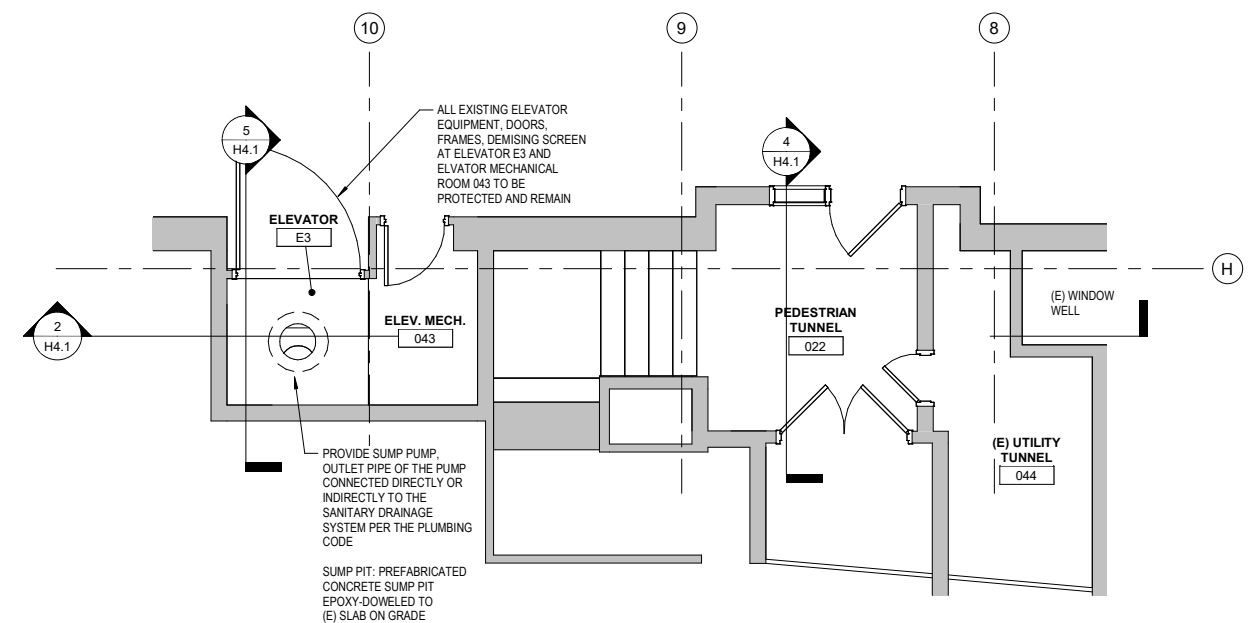 10
9
8
5
H4.1
ALL EXISTING ELEVATOR
EQUIPMENT, DOORS,
FRAMES, DEMISING SCREEN
AT ELEVATOR E3 AND
ELVATOR MECHANICAL
ROOM 043 TO BE
PROTECTED AND REMAIN
4
H4.1
ELEVATOR
E3
H
2
H4.1
ELEV. MECH.
043
PEDESTRIAN
TUNNEL
022
(E) WINDOW
WELL
(E) UTILITY
TUNNEL
044
PROVIDE SUMP PUMP,
OUTLET PIPE OF THE PUMP
CONNECTED DIRECTLY OR
INDIRECTLY TO THE
SANITARY DRAINAGE
SYSTEM PER THE PLUMBING
CODE
SUMP PIT: PREFABRICATED
CONCRETE SUMP PIT
EPOXY-DOWELED TO
(E) SLAB ON GRADE